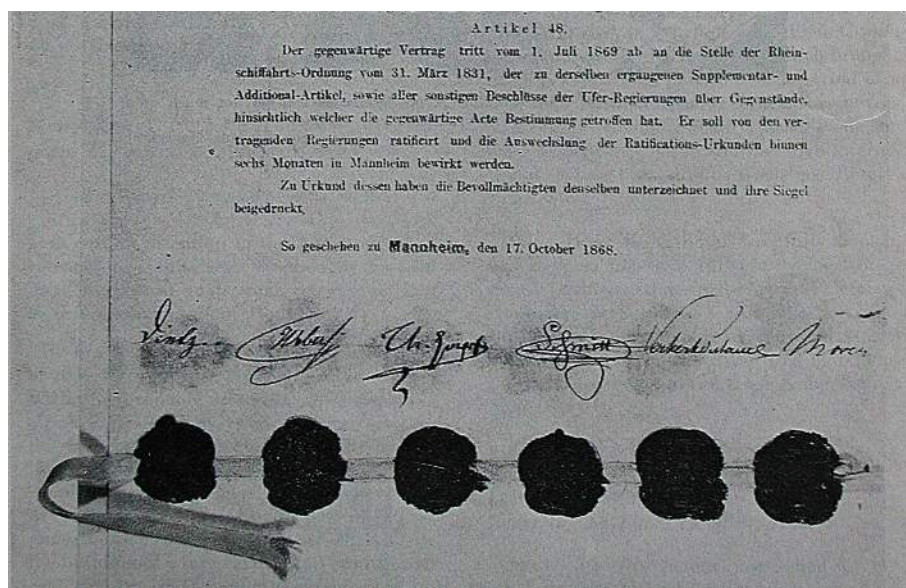 Artikel 48.
Der gegenwärtige Vertrag tritt vom 1. Juli 1869 ab an die Stelle der Rhein-
schiffahrts-Ordnung vom 31. März 1831, der zu derselben ergangenen Supplementar- und
Additional-Artikel, sowie aller sonstigen Beschlüsse der Ufer-Regierungen über Gegenstände,
hinsichtlich welcher die gegenwärtige Acte Bestimmung getroffen hat. Er soll von den ver-
tragenden Regierungen ratificirt und die Auswechslung der Ratifications-Urkunden binnen
sechs Monaten in Mannheim bewirkt werden.
Zu Urkund dessen haben die Bevollmächtigten denselben unterzeichnet und ihre Siegel
beigedruckt.
So geschehen zu Mannheim, den 17. October 1868.
Dietz Schmitt